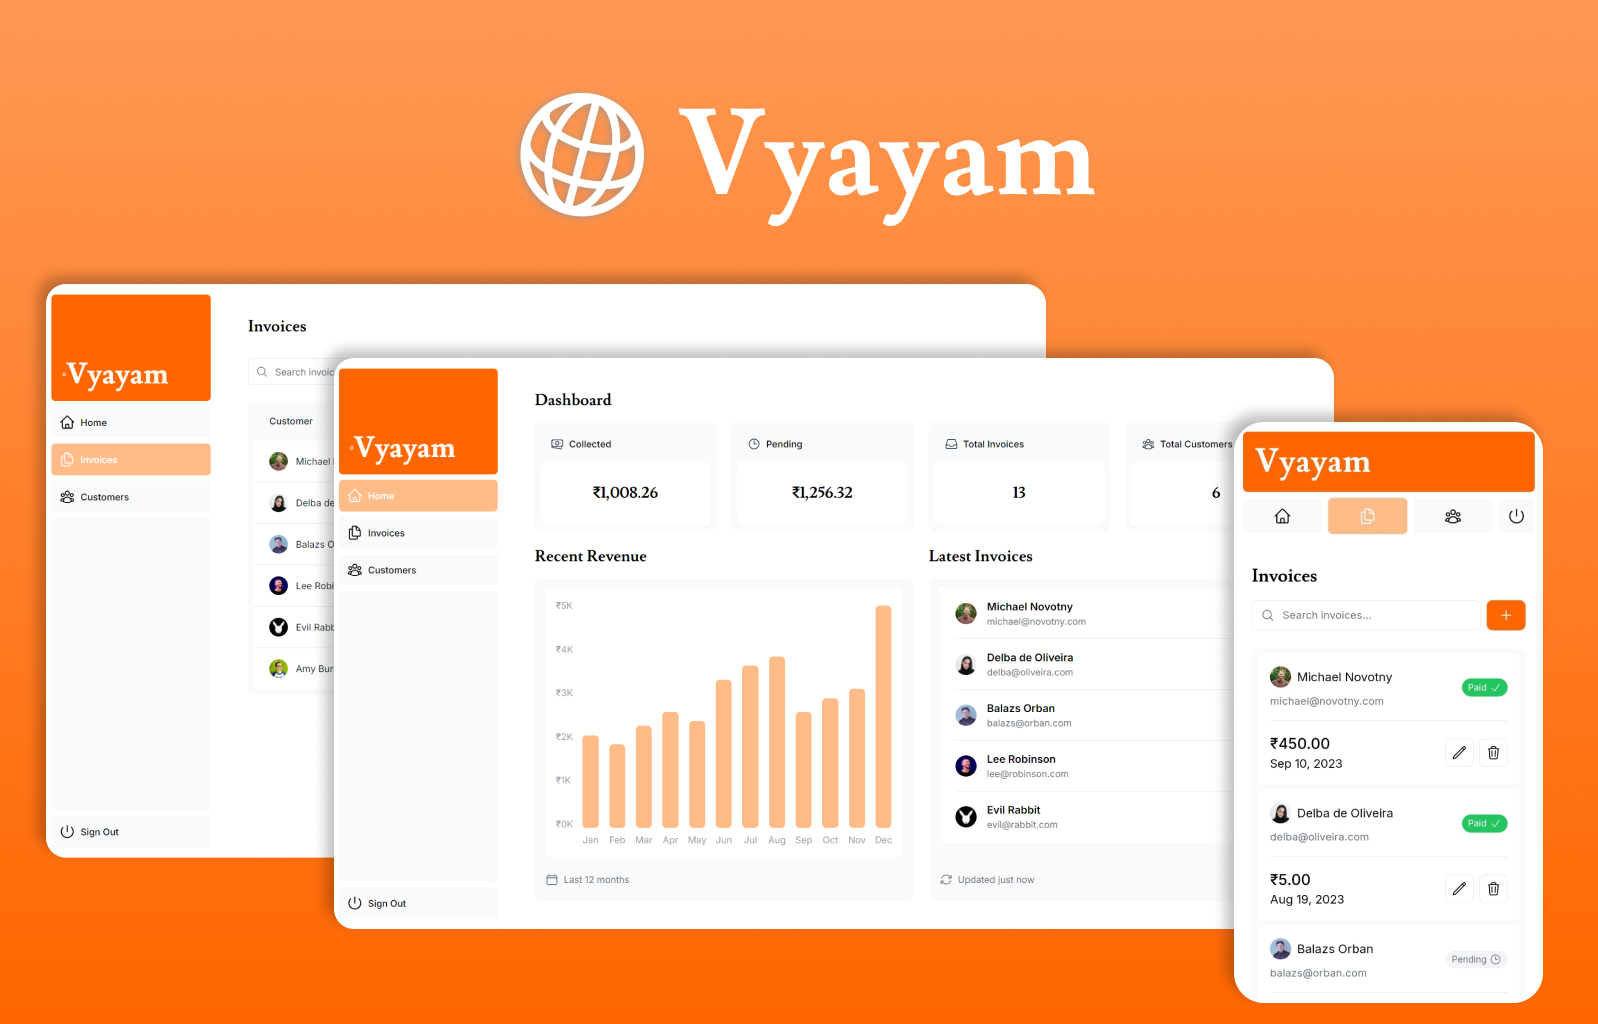 Vyayam
Vyayam
Home
Invoices
Customers
Sign Out
Invoices
Search invoic
Customer
Michael
Delba de
Balazs O
Lee Robi
Evil Rabb
Amy Bur
Vyayam
Home
Invoices
Customers
Sign Out
Dashboard
Collected
₹1,008.26
Pending
₹1,256.32
Total Invoices
13
Total Customers
6
Recent Revenue
₹5K
₹4K
₹3K
₹2K
₹1K
₹0K
Jan Feb Mar Apr May Jun Jul Aug Sep Oct Nov Dec
Last 12 months
Latest Invoices
Michael Novotny
michael@novotny.com
Delba de Oliveira
delba@oliveira.com
Balazs Orban
balazs@orban.com
Lee Robinson
lee@robinson.com
Evil Rabbit
evil@rabbit.com
Updated just now
Vyayam
Invoices
Search invoices...
Michael Novotny
michael@novotny.com
Paid
₹450.00
Sep 10, 2023
Delba de Oliveira
delba@oliveira.com
Paid
₹5.00
Aug 19, 2023
Balazs Orban
balazs@orban.com
Pending